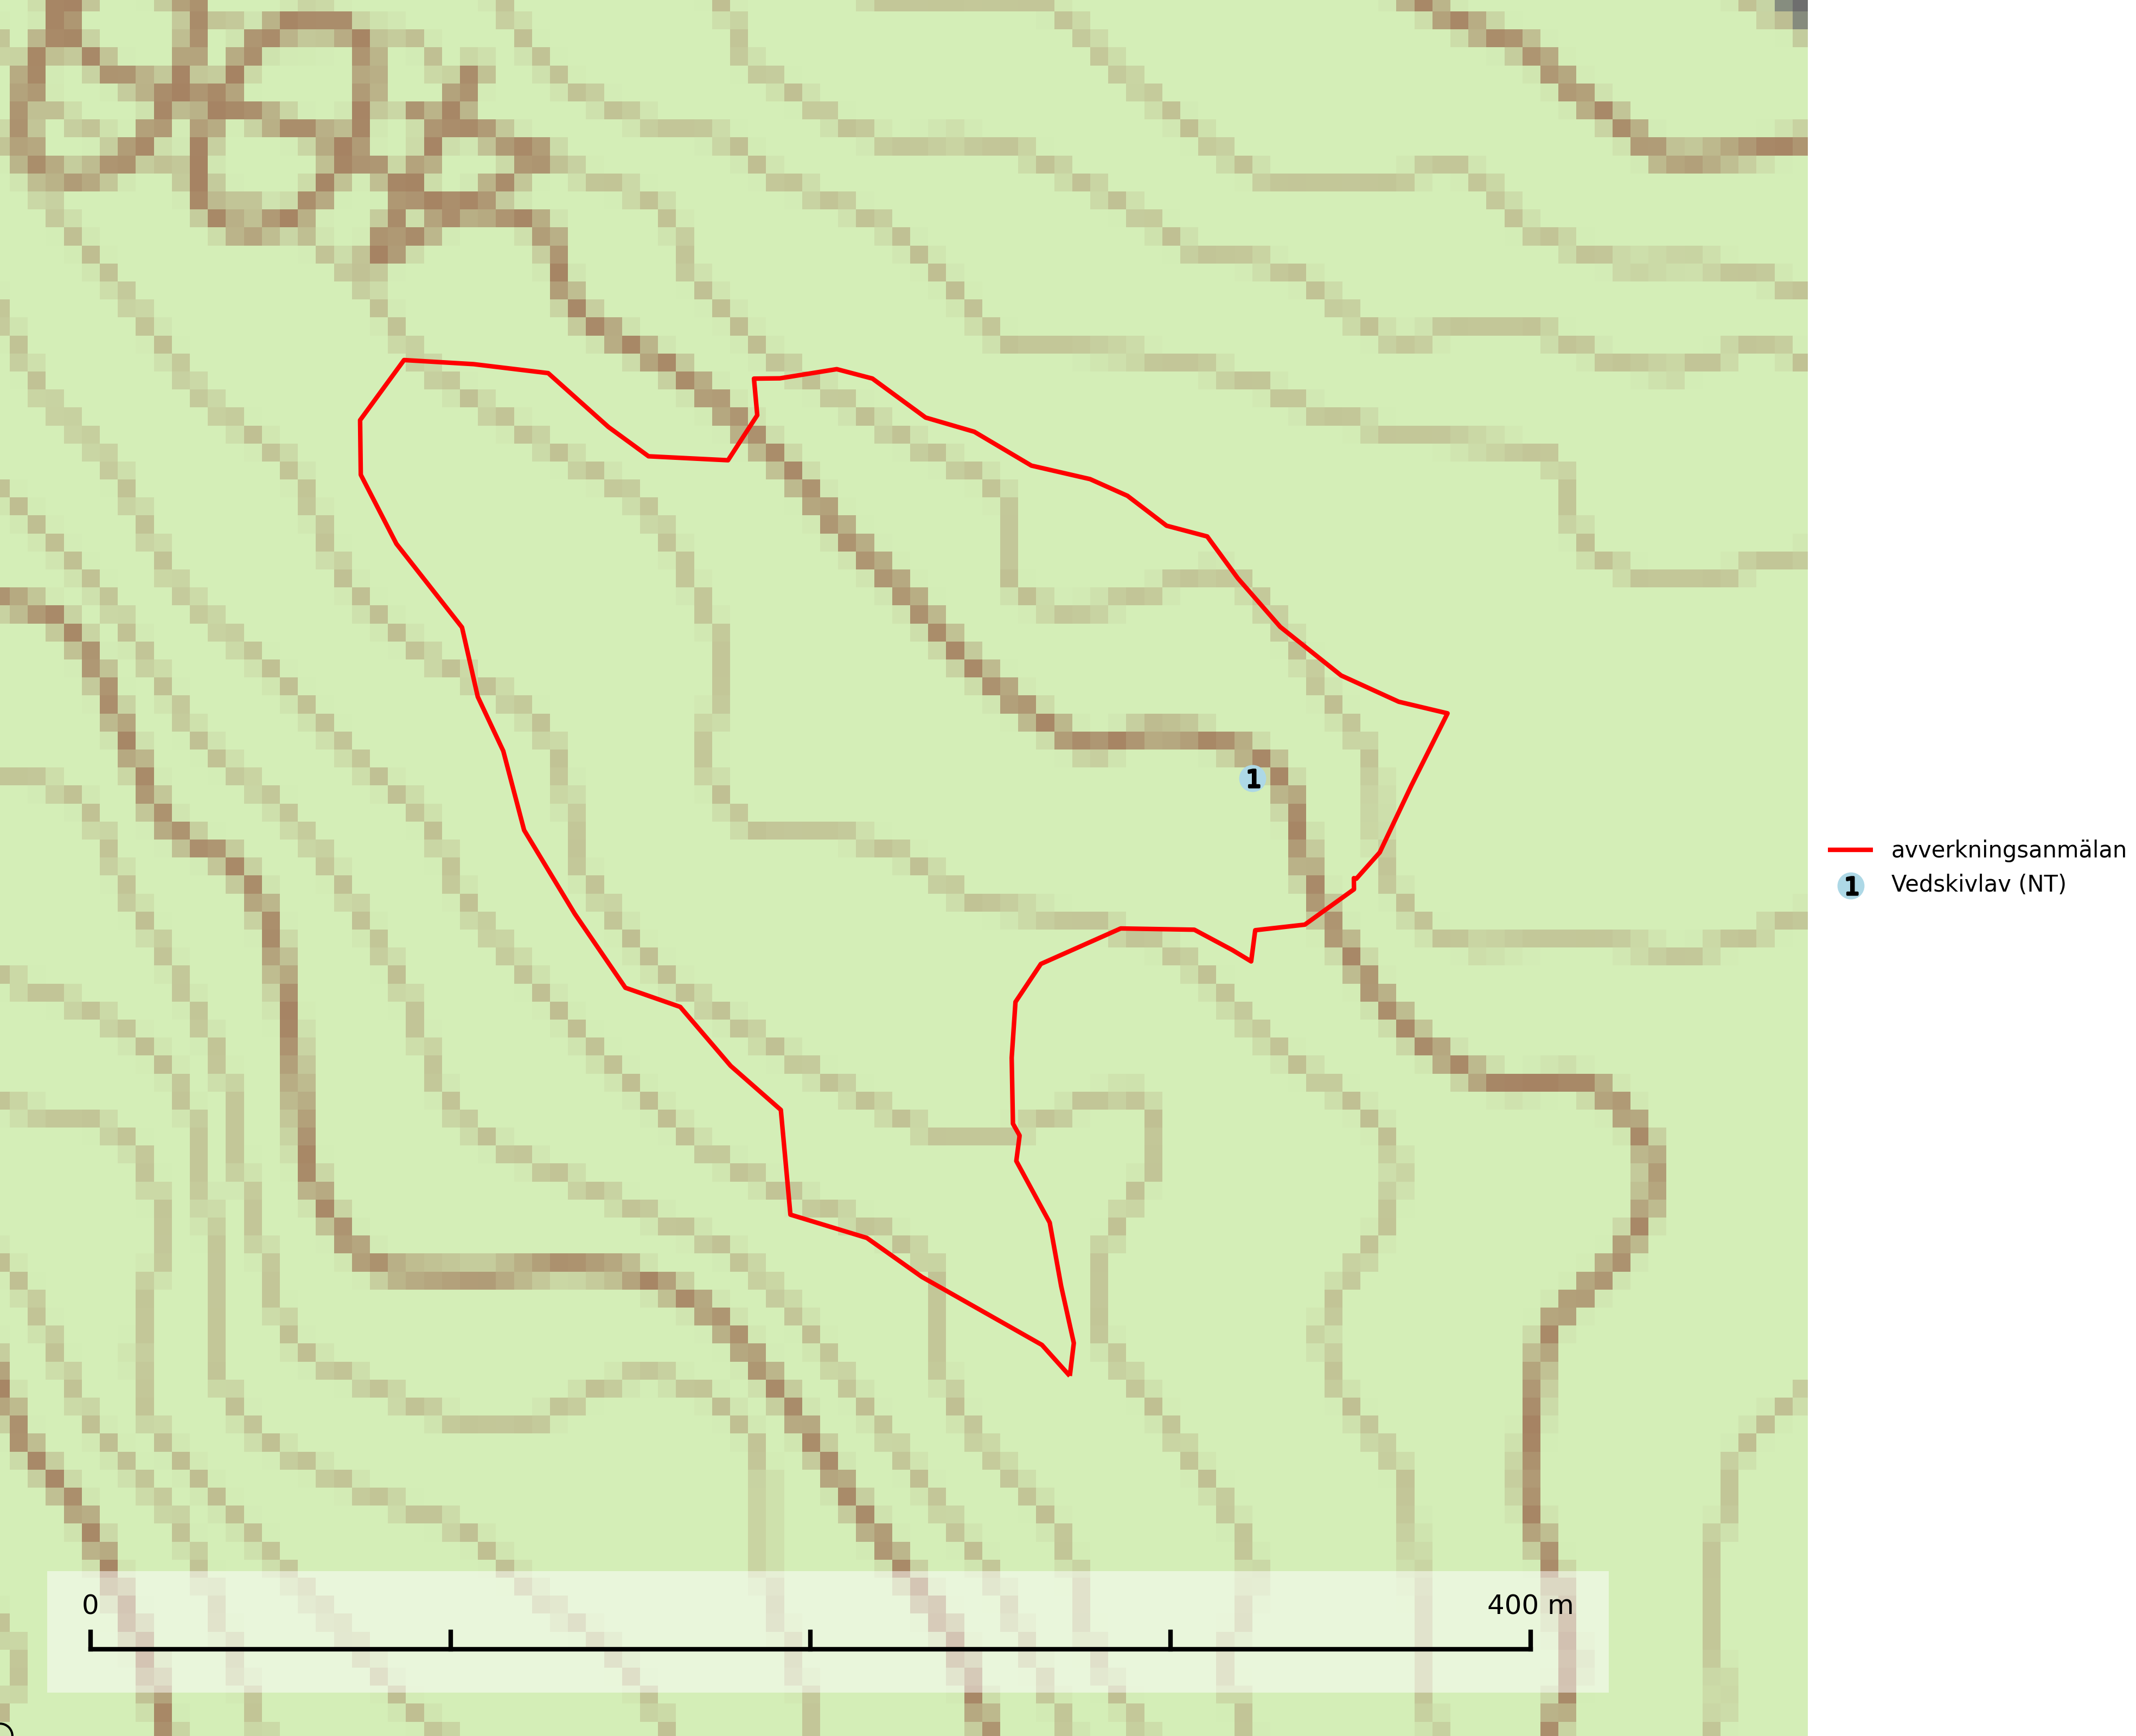 1
avverkningsanmälan
1 Vedskivlav (NT)
0 400 m